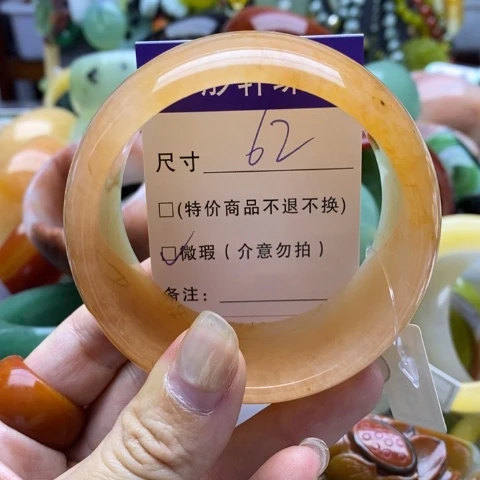 尺寸 62
□(特价商品不退不换)
☑微瑕(介意勿拍)
备注: